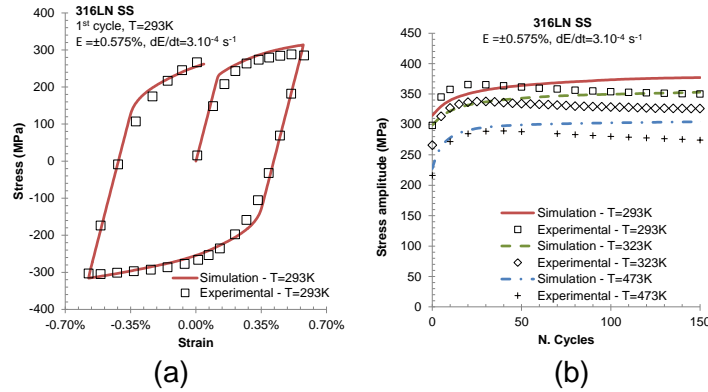 316LN SS
1st cycle, T=293K
E =±0.575%, dE/dt=3.10-4 s-1
400
300
200
100
0
-100
-200
-300
-400
Stress (MPa)
Simulation - T=293K
Experimental - T=293K
-0.70%
-0.35%
0.00%
0.35%
0.70%
Strain
(a)
316LN SS
E =±0.575%, dE/dt=3.10-4 s-1
450
400
350
300
250
200
150
100
50
0
Stress amplitude (MPa)
Simulation - T=293K
Experimental - T=293K
Simulation - T=323K
Experimental - T=323K
Simulation - T=473K
Experimental - T=473K
0
50
100
150
N. Cycles
(b)